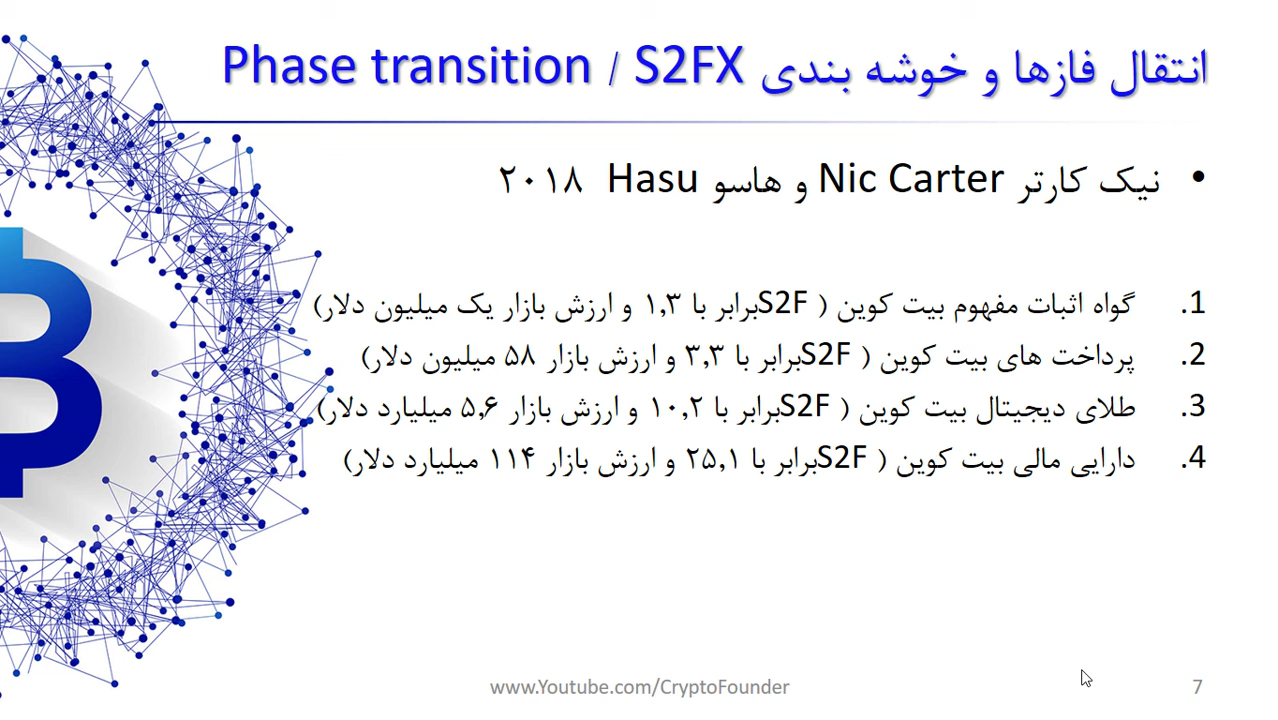 انتقال فازها و خوشه بندی Phase transition / S2FX
• نیک کارتر Nic Carter و هاسو Hasu ۲۰۱۸
1. گواه اثبات مفهوم بیت کوین ( S2Fبرابر با ۱,۳ و ارزش بازار یک میلیون دلار)
2. پرداخت های بیت کوین ( S2Fبرابر با ۳,۳ و ارزش بازار ۵۸ میلیون دلار)
3. طلای دیجیتال بیت کوین ( S2Fبرابر با ۱۰,۲ و ارزش بازار ۵,۶ میلیارد دلار)
4. دارایی مالی بیت کوین ( S2Fبرابر با ۲۵,۱ و ارزش بازار ۱۱۴ میلیارد دلار)
www.Youtube.com/CryptoFounder
7